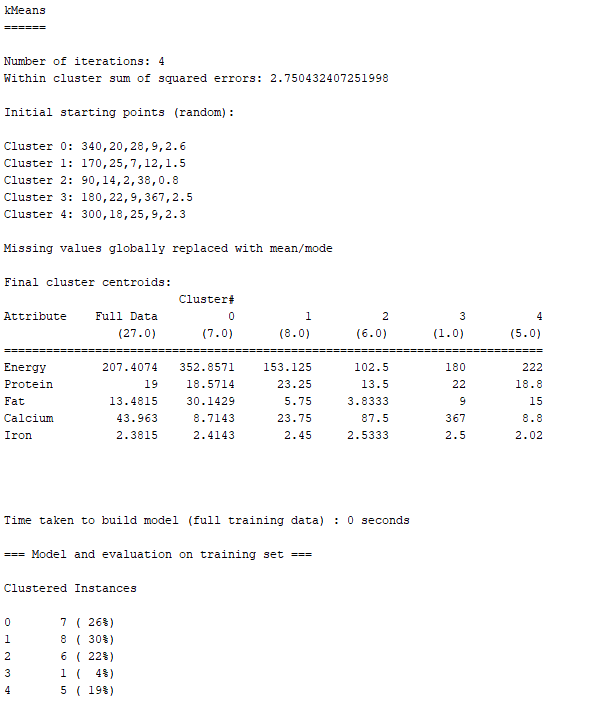 kMeans
======
Number of iterations: 4
Within cluster sum of squared errors: 2.750432407251998
Initial starting points (random):
Cluster 0: 340,20,28,9,2.6
Cluster 1: 170,25,7,12,1.5
Cluster 2: 90,14,2,38,0.8
Cluster 3: 180,22,9,367,2.5
Cluster 4: 300,18,25,9,2.3
Missing values globally replaced with mean/mode
Final cluster centroids:
Cluster#
Attribute    Full Data          0          1          2          3          4
(27.0)      (7.0)      (8.0)      (6.0)      (1.0)      (5.0)
==================================================================================
Energy        207.4074   352.8571    153.125      102.5        180        222
Protein             19    18.5714      23.25       13.5         22       18.8
Fat            13.4815    30.1429       5.75     3.8333          9         15
Calcium         43.963     8.7143      23.75       87.5        367        8.8
Iron            2.3815     2.4143       2.45     2.5333        2.5       2.02
Time taken to build model (full training data) : 0 seconds
=== Model and evaluation on training set ===
Clustered Instances
0       7 ( 26%)
1       8 ( 30%)
2       6 ( 22%)
3       1 (  4%)
4       5 ( 19%)